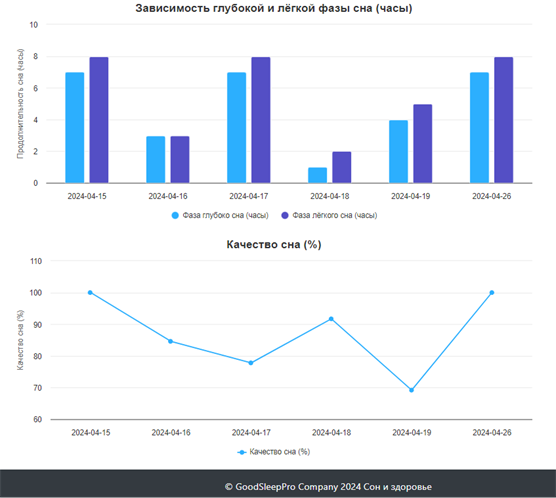 Зависимость глубокой и лёгкой фазы сна (часы)
Продолжительность сна (часы)
10
8
6
4
2
0
2024-04-15 2024-04-16 2024-04-17 2024-04-18 2024-04-19 2024-04-26
Фаза глубоко сна (часы) Фаза лёгкого сна (часы)
Качество сна (%)
Качество сна (%)
110
100
90
80
70
60
2024-04-15 2024-04-16 2024-04-17 2024-04-18 2024-04-19 2024-04-26
Качество сна (%)
© GoodSleepPro Company 2024 Сон и здоровье